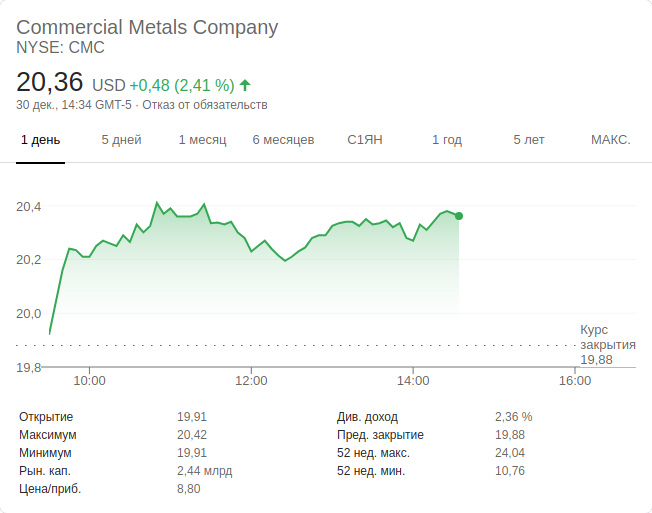 Commercial Metals Company
NYSE: CMC
20,36 USD +0,48 (2,41 %)
30 дек., 14:34 GMT-5 · Отказ от обязательств
1 день 5 дней 1 месяц 6 месяцев С1ЯН 1 год 5 лет МАКС.
20,4
20,2
20,0
19,8
Курс
закрытия
19,88
10:00 12:00 14:00 16:00
Открытие 19,91 Див. доход 2,36 %
Максимум 20,42 Пред. закрытие 19,88
Минимум 19,91 52 нед. макс. 24,04
Рын. кап. 2,44 млрд 52 нед. мин. 10,76
Цена/приб. 8,80